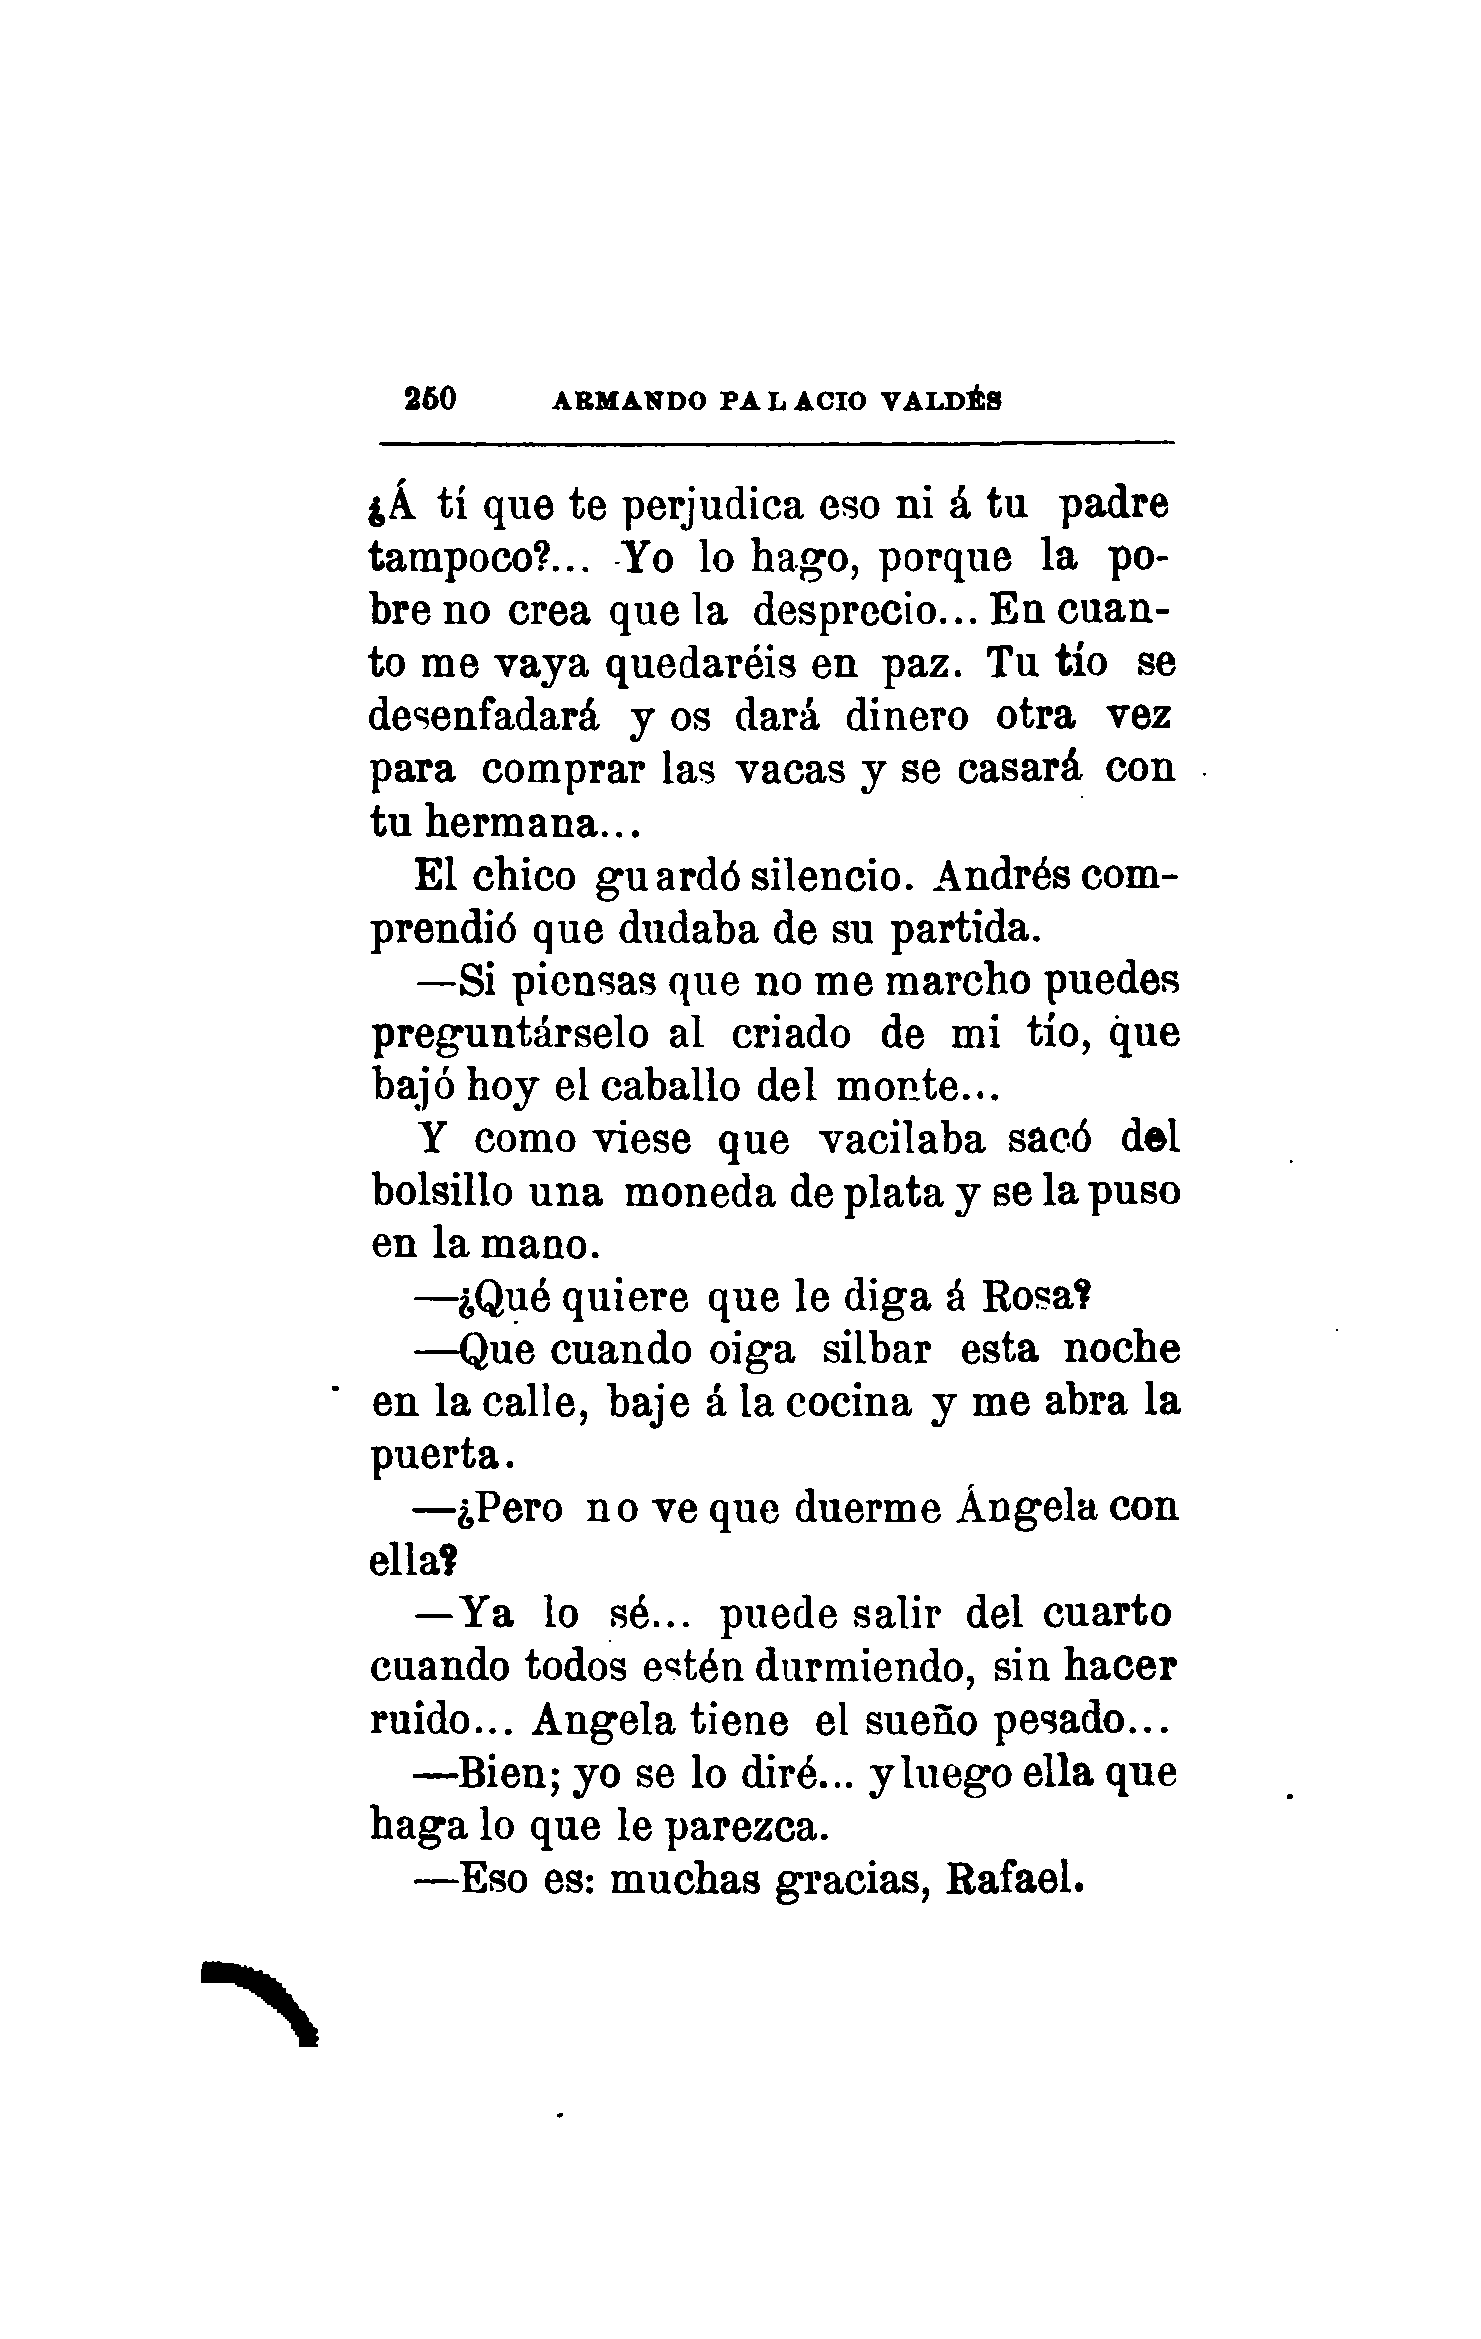 250 ARMANDO PALACIO VALDÉS
¿Á tí que te perjudica eso ni á tu padre
tampoco?... Yo lo hago, porque la po-
bre no crea que la desprecio... En cuan-
to me vaya quedaréis en paz. Tu tío se
desenfadará y os dará dinero otra vez
para comprar las vacas y se casará con
tu hermana...
El chico guardó silencio. Andrés com-
prendió que dudaba de su partida.
—Si piensas que no me marcho puedes
preguntárselo al criado de mi tío, que
bajó hoy el caballo del monte...
Y como viese que vacilaba sacó del
bolsillo una moneda de plata y se la puso
en la mano.
—¿Qué quiere que le diga á Rosa?
—Que cuando oiga silbar esta noche
en la calle, baje á la cocina y me abra la
puerta.
—¿Pero no ve que duerme Ángela con
ella?
—Ya lo sé... puede salir del cuarto
cuando todos estén durmiendo, sin hacer
ruido... Angela tiene el sueño pesado...
—Bien; yo se lo diré... y luego ella que
haga lo que le parezca.
—Eso es: muchas gracias, Rafael.